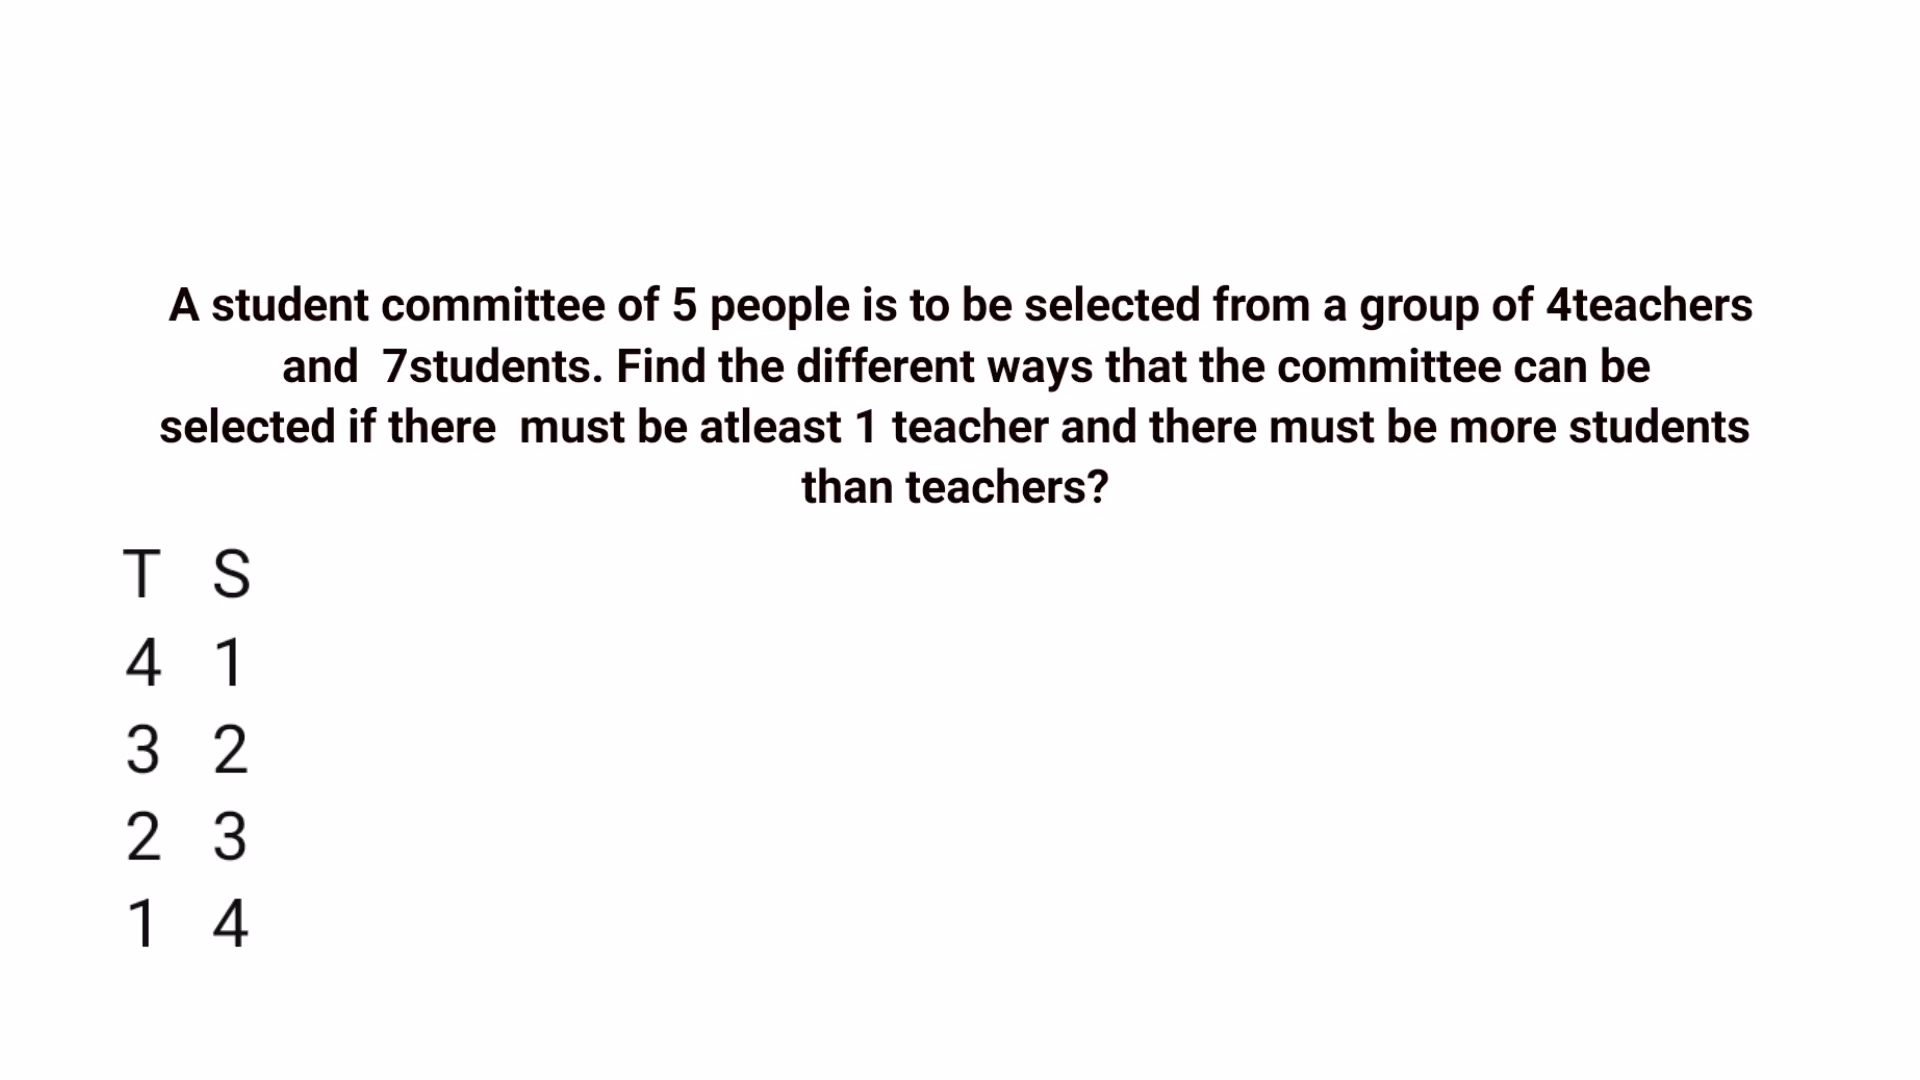 A student committee of 5 people is to be selected from a group of 4teachers
and 7students. Find the different ways that the committee can be
selected if there must be atleast 1 teacher and there must be more students
than teachers?
T S
4 1
3 2
2 3
1 4